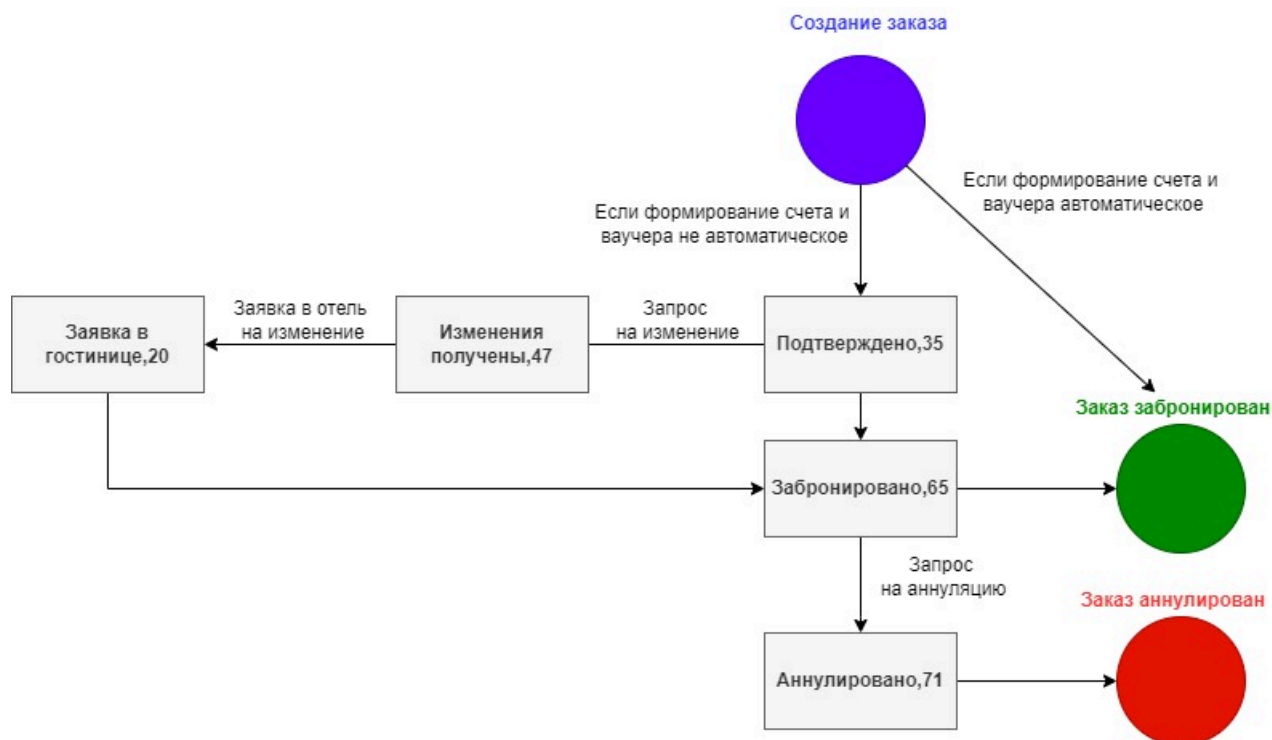 Создание заказа
Если формирование счета и
ваучера автоматическое
Если формирование счета и
ваучера не автоматическое
Заявка в
гостинице,20
Заявка в отель
на изменение
Изменения
получены,47
Запрос
на изменение
Подтверждено,35
Заказ забронирован
Забронировано,65
Запрос
на аннуляцию
Заказ аннулирован
Аннулировано,71